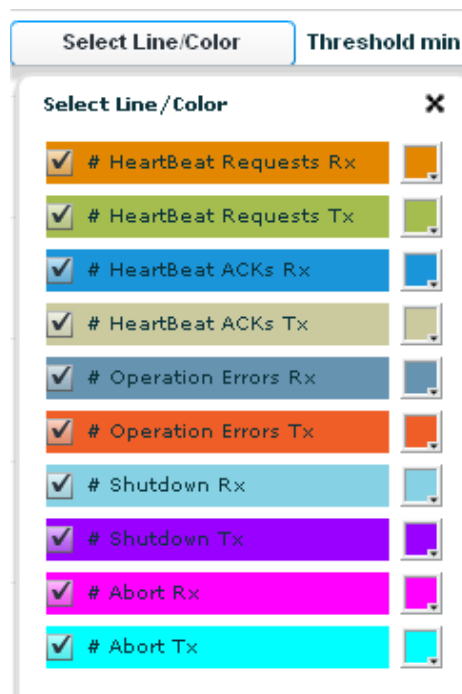 Select Line/Color Threshold min
Select Line/Color
# HeartBeat Requests Rx
# HeartBeat Requests Tx
# HeartBeat ACKs Rx
# HeartBeat ACKs Tx
# Operation Errors Rx
# Operation Errors Tx
# Shutdown Rx
# Shutdown Tx
# Abort Rx
# Abort Tx